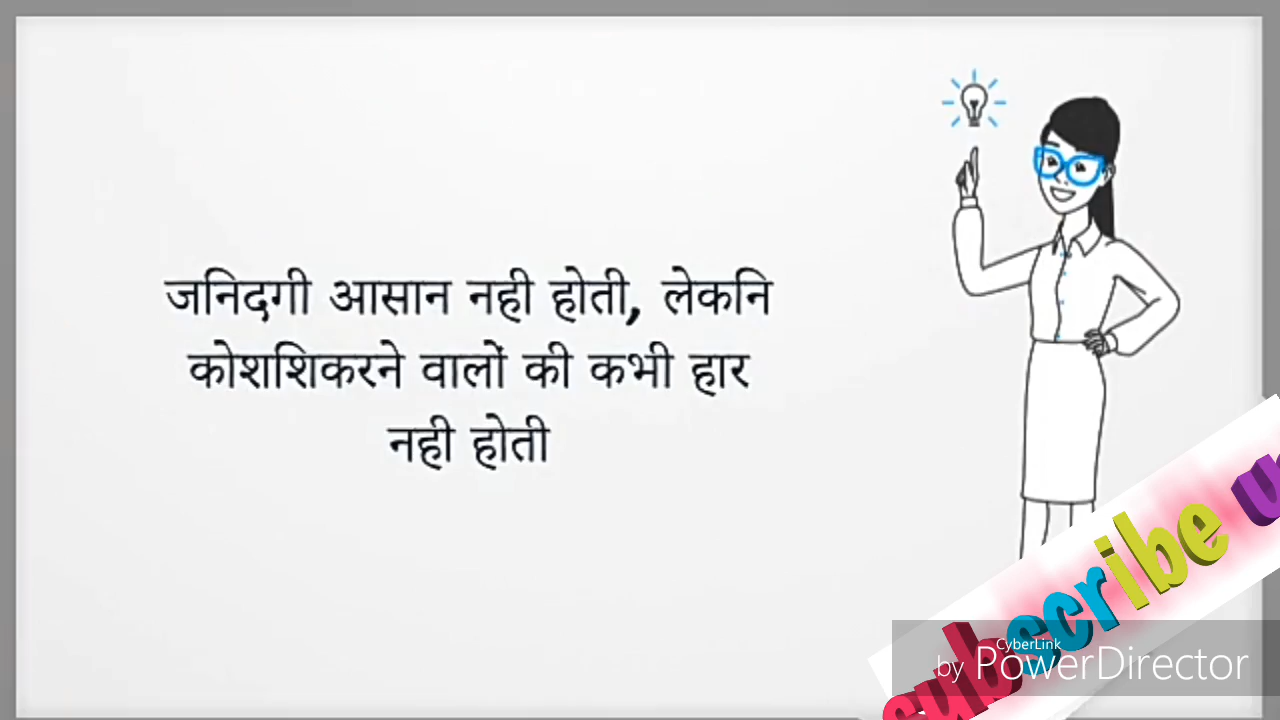 जनिदगी आसान नही होती, लेकनि
कोशशिकरने वालों की कभी हार
नही होती
subscribe
CyberLink
by PowerDirector